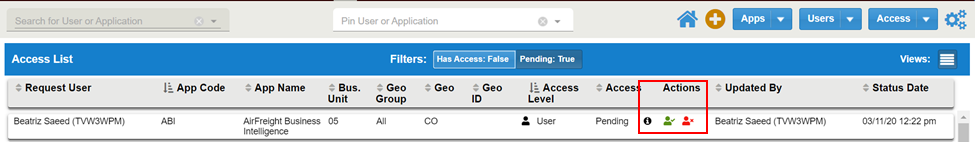 Search for User or Application Pin User or Application Apps Users Access
Access List Filters: Has Access: False Pending: True Views:
Request User App Code App Name Bus. Unit Geo Group Geo Geo ID Access Level Access Actions Updated By Status Date
Beatriz Saeed (TVW3WPM) ABI AirFreight Business Intelligence 05 All CO User Pending Beatriz Saeed (TVW3WPM) 03/11/20 12:22 pm